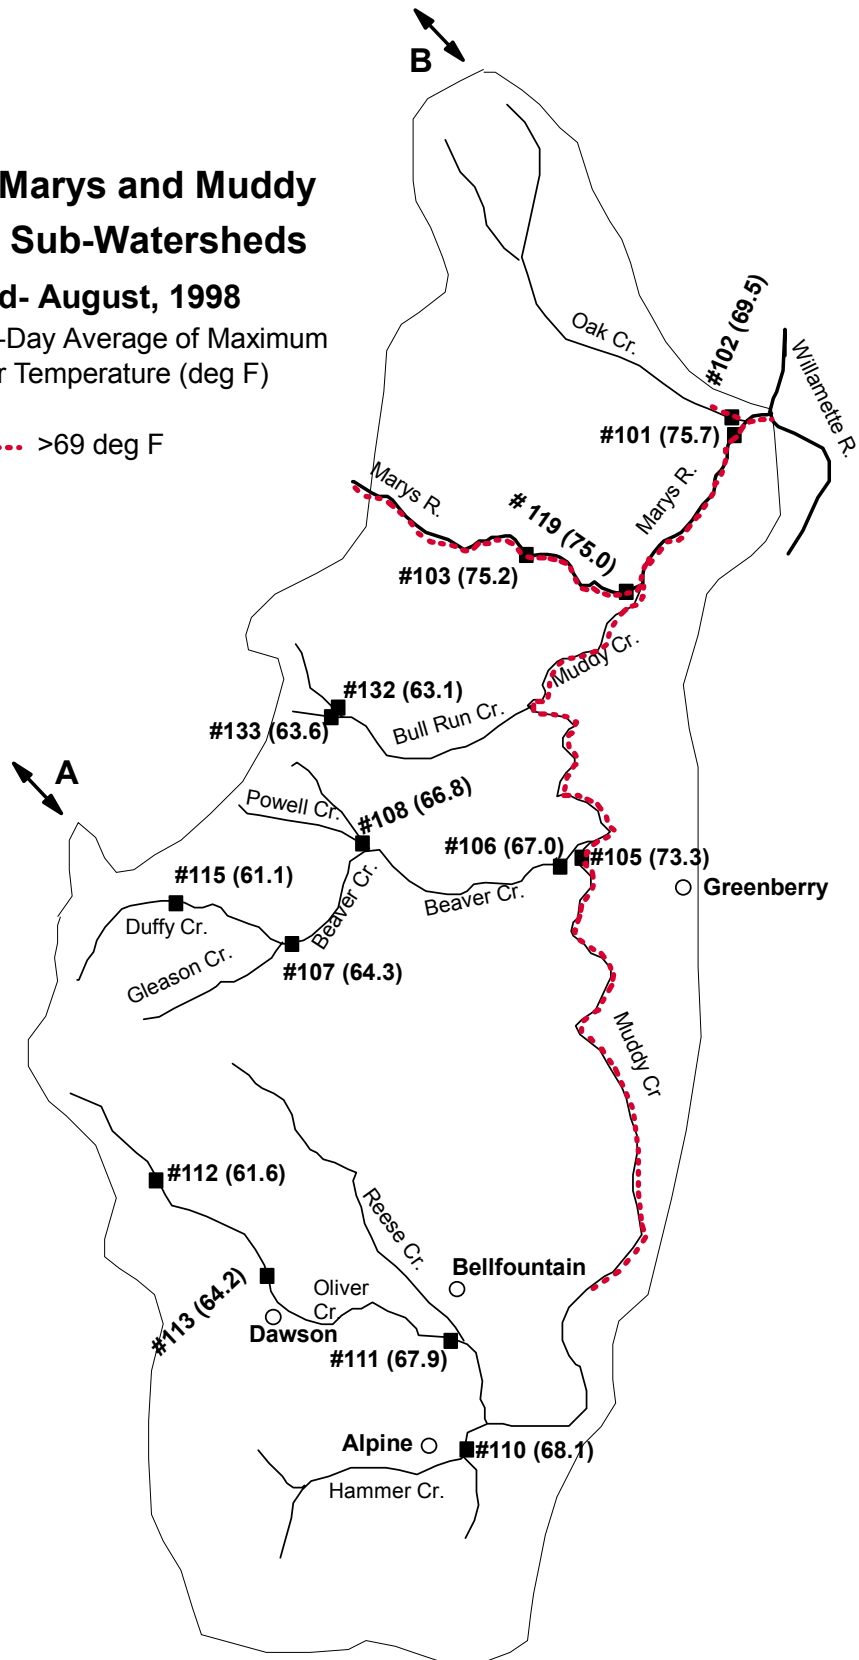 B
Marys and Muddy
Sub-Watersheds
d- August, 1998
-Day Average of Maximum
r Temperature (deg F)
>69 deg F
Oak Cr.
#102 (69.5)
Willamette R.
#101 (75.7)
Marys R.
Marys R.
# 119 (75.0)
#103 (75.2)
Muddy Cr.
#132 (63.1)
Bull Run Cr.
#133 (63.6)
A
Powell Cr.
#108 (66.8)
#106 (67.0)
#105 (73.3)
#115 (61.1)
Greenberry
Beaver Cr.
Beaver Cr.
Duffy Cr.
Gleason Cr.
#107 (64.3)
Muddy Cr
#112 (61.6)
Reese Cr.
Bellfountain
Oliver
Cr
#113 (64.2)
Dawson
#111 (67.9)
Alpine
#110 (68.1)
Hammer Cr.